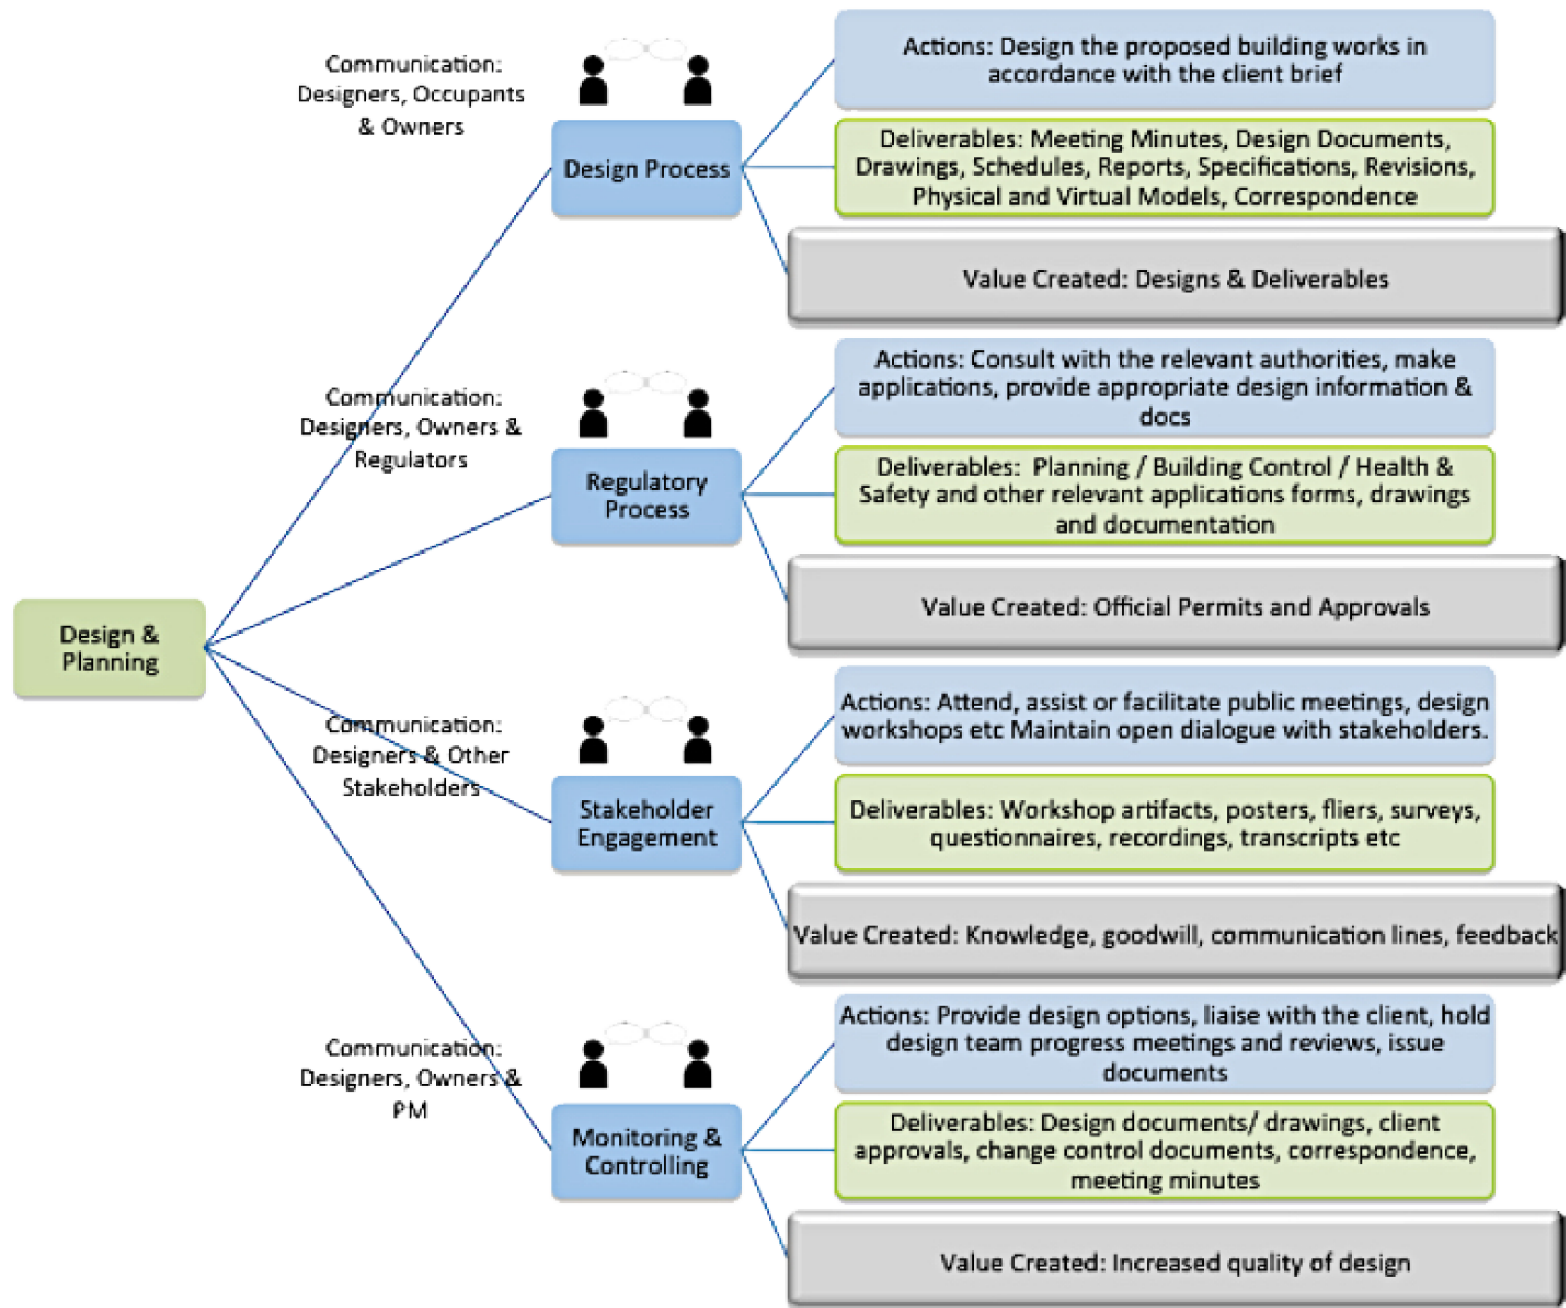 Communication:
Designers, Occupants
& Owners
Design Process
Actions: Design the proposed building works in
accordance with the client brief
Deliverables: Meeting Minutes, Design Documents,
Drawings, Schedules, Reports, Specifications, Revisions,
Physical and Virtual Models, Correspondence
Value Created: Designs & Deliverables
Communication:
Designers, Owners &
Regulators
Regulatory
Process
Actions: Consult with the relevant authorities, make
applications, provide appropriate design information &
docs
Deliverables: Planning / Building Control / Health &
Safety and other relevant applications forms, drawings
and documentation
Value Created: Official Permits and Approvals
Design &
Planning
Communication:
Designers & Other
Stakeholders
Stakeholder
Engagement
Actions: Attend, assist or facilitate public meetings, design
workshops etc Maintain open dialogue with stakeholders.
Deliverables: Workshop artifacts, posters, fliers, surveys,
questionnaires, recordings, transcripts etc
Value Created: Knowledge, goodwill, communication lines, feedback
Communication:
Designers, Owners &
PM
Monitoring &
Controlling
Actions: Provide design options, liaise with the client, hold
design team progress meetings and reviews, issue
documents
Deliverables: Design documents/ drawings, client
approvals, change control documents, correspondence,
meeting minutes
Value Created: Increased quality of design